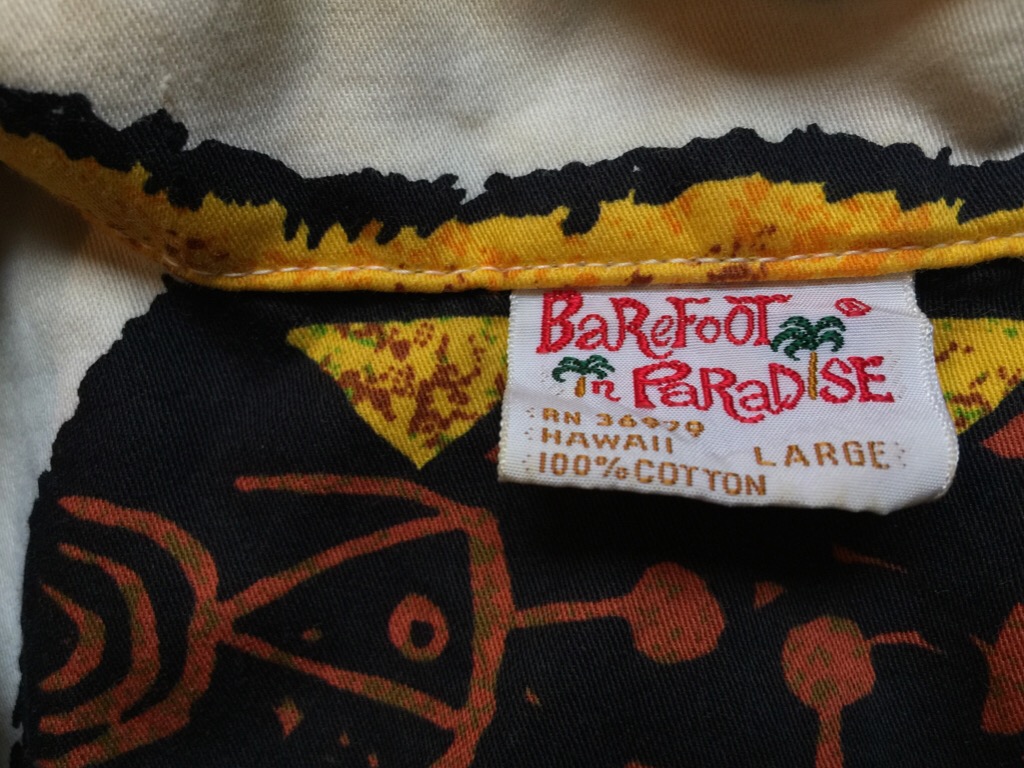 BaReFooT
in PaRaDISE
RN 36979
HAWAII
LARGE
100% COTTON